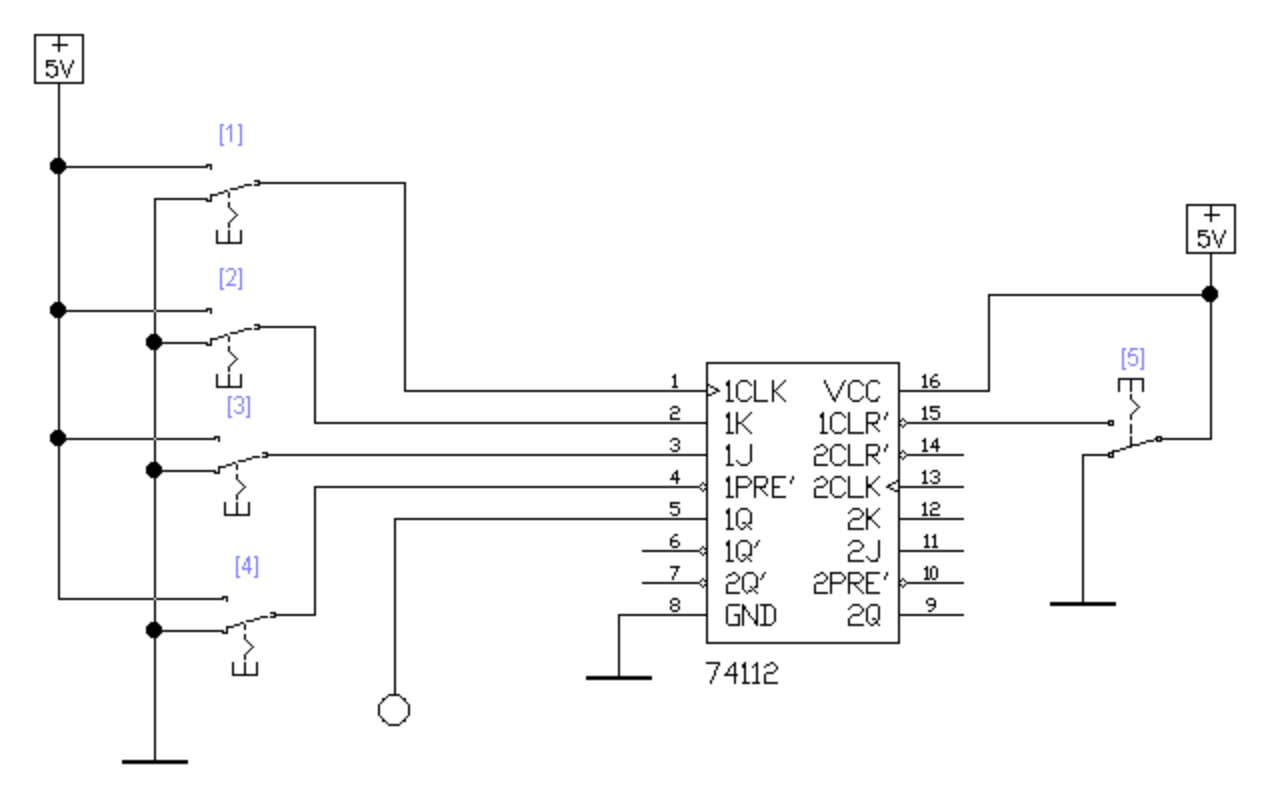 +
5V
[1]
[2]
[3]
[4]
+
5V
[5]
1 1CLK VCC 16
2 1K 1CLR' 15
3 1J 2CLR' 14
4 1PRE' 2CLK 13
5 1Q 2K 12
6 1Q' 2J 11
7 2Q' 2PRE' 10
8 GND 2Q 9
74112